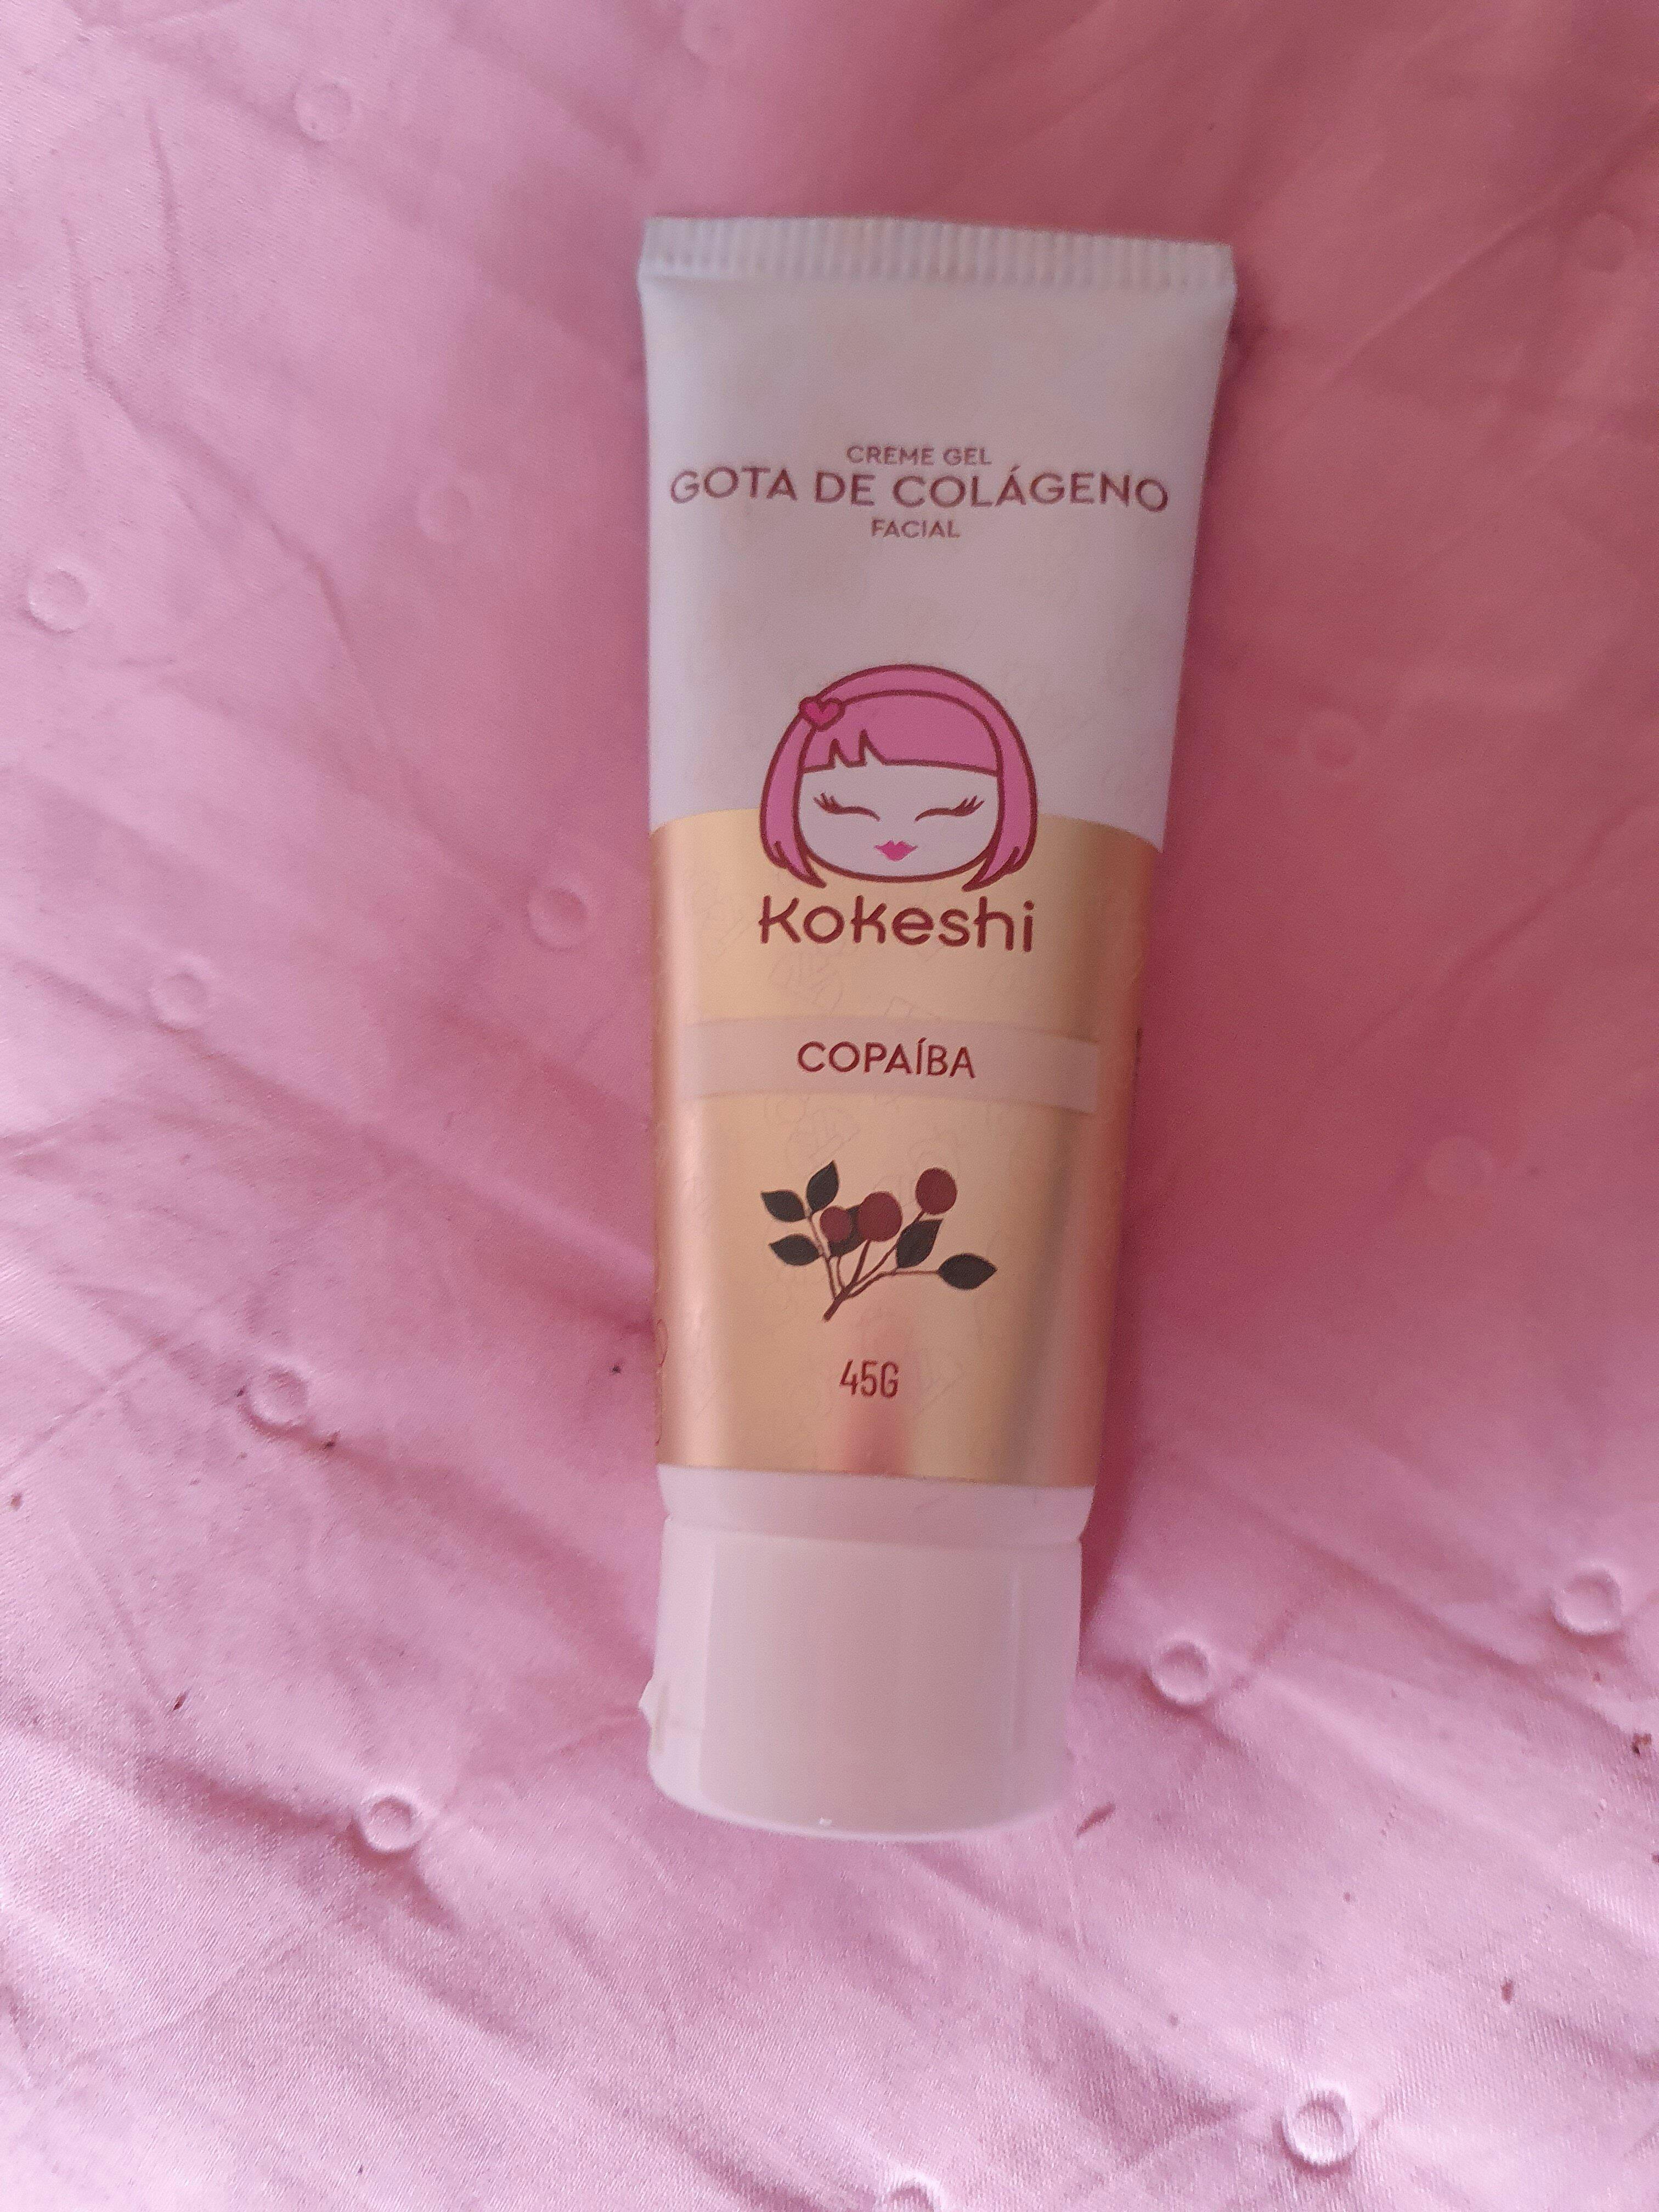 CREME GEL
GOTA DE COLÁGENO
FACIAL
Kokeshi
COPAÍBA
45G